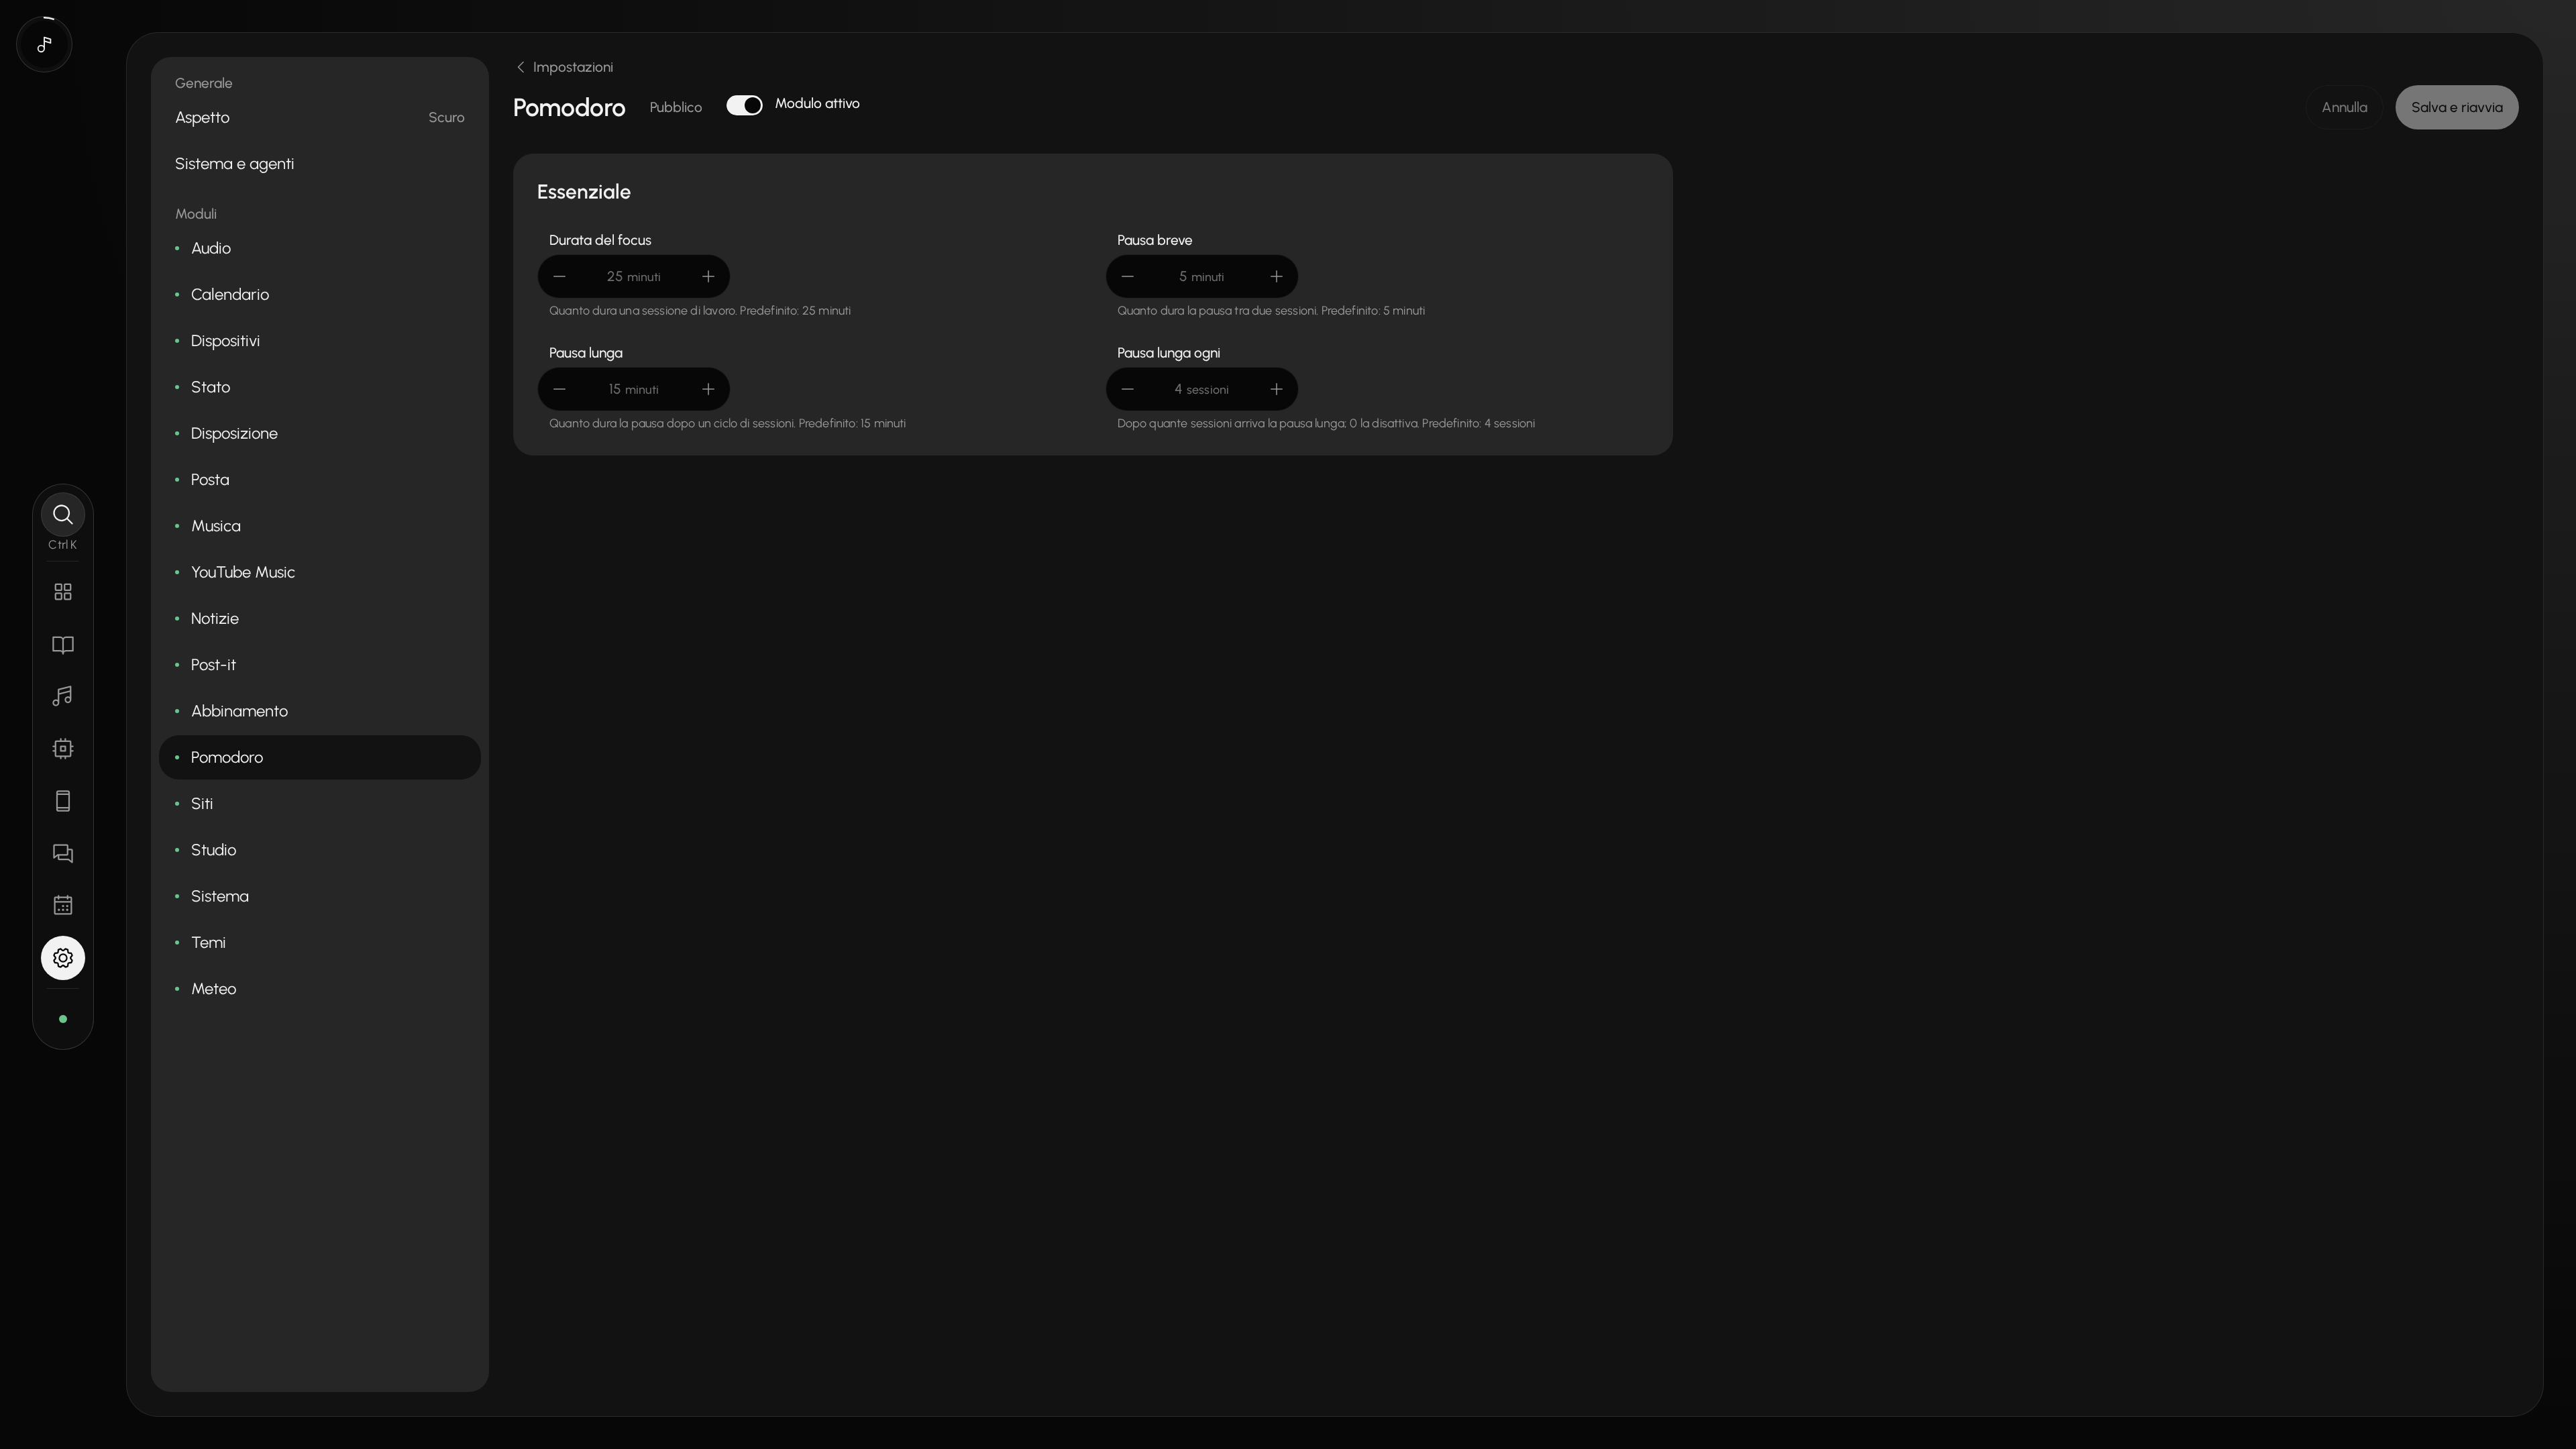 Generale
Aspetto Scuro
Sistema e agenti
Moduli
Audio
Calendario
Dispositivi
Stato
Disposizione
Posta
Musica
YouTube Music
Notizie
Post-it
Abbinamento
Pomodoro
Siti
Studio
Sistema
Temi
Meteo
Ctrl K
Impostazioni
Pomodoro Pubblico Modulo attivo Annulla Salva e riavvia
Essenziale
Durata del focus
25 minuti
Quanto dura una sessione di lavoro. Predefinito: 25 minuti
Pausa breve
5 minuti
Quanto dura la pausa tra due sessioni. Predefinito: 5 minuti
Pausa lunga
15 minuti
Quanto dura la pausa dopo un ciclo di sessioni. Predefinito: 15 minuti
Pausa lunga ogni
4 sessioni
Dopo quante sessioni arriva la pausa lunga; 0 la disattiva. Predefinito: 4 sessioni